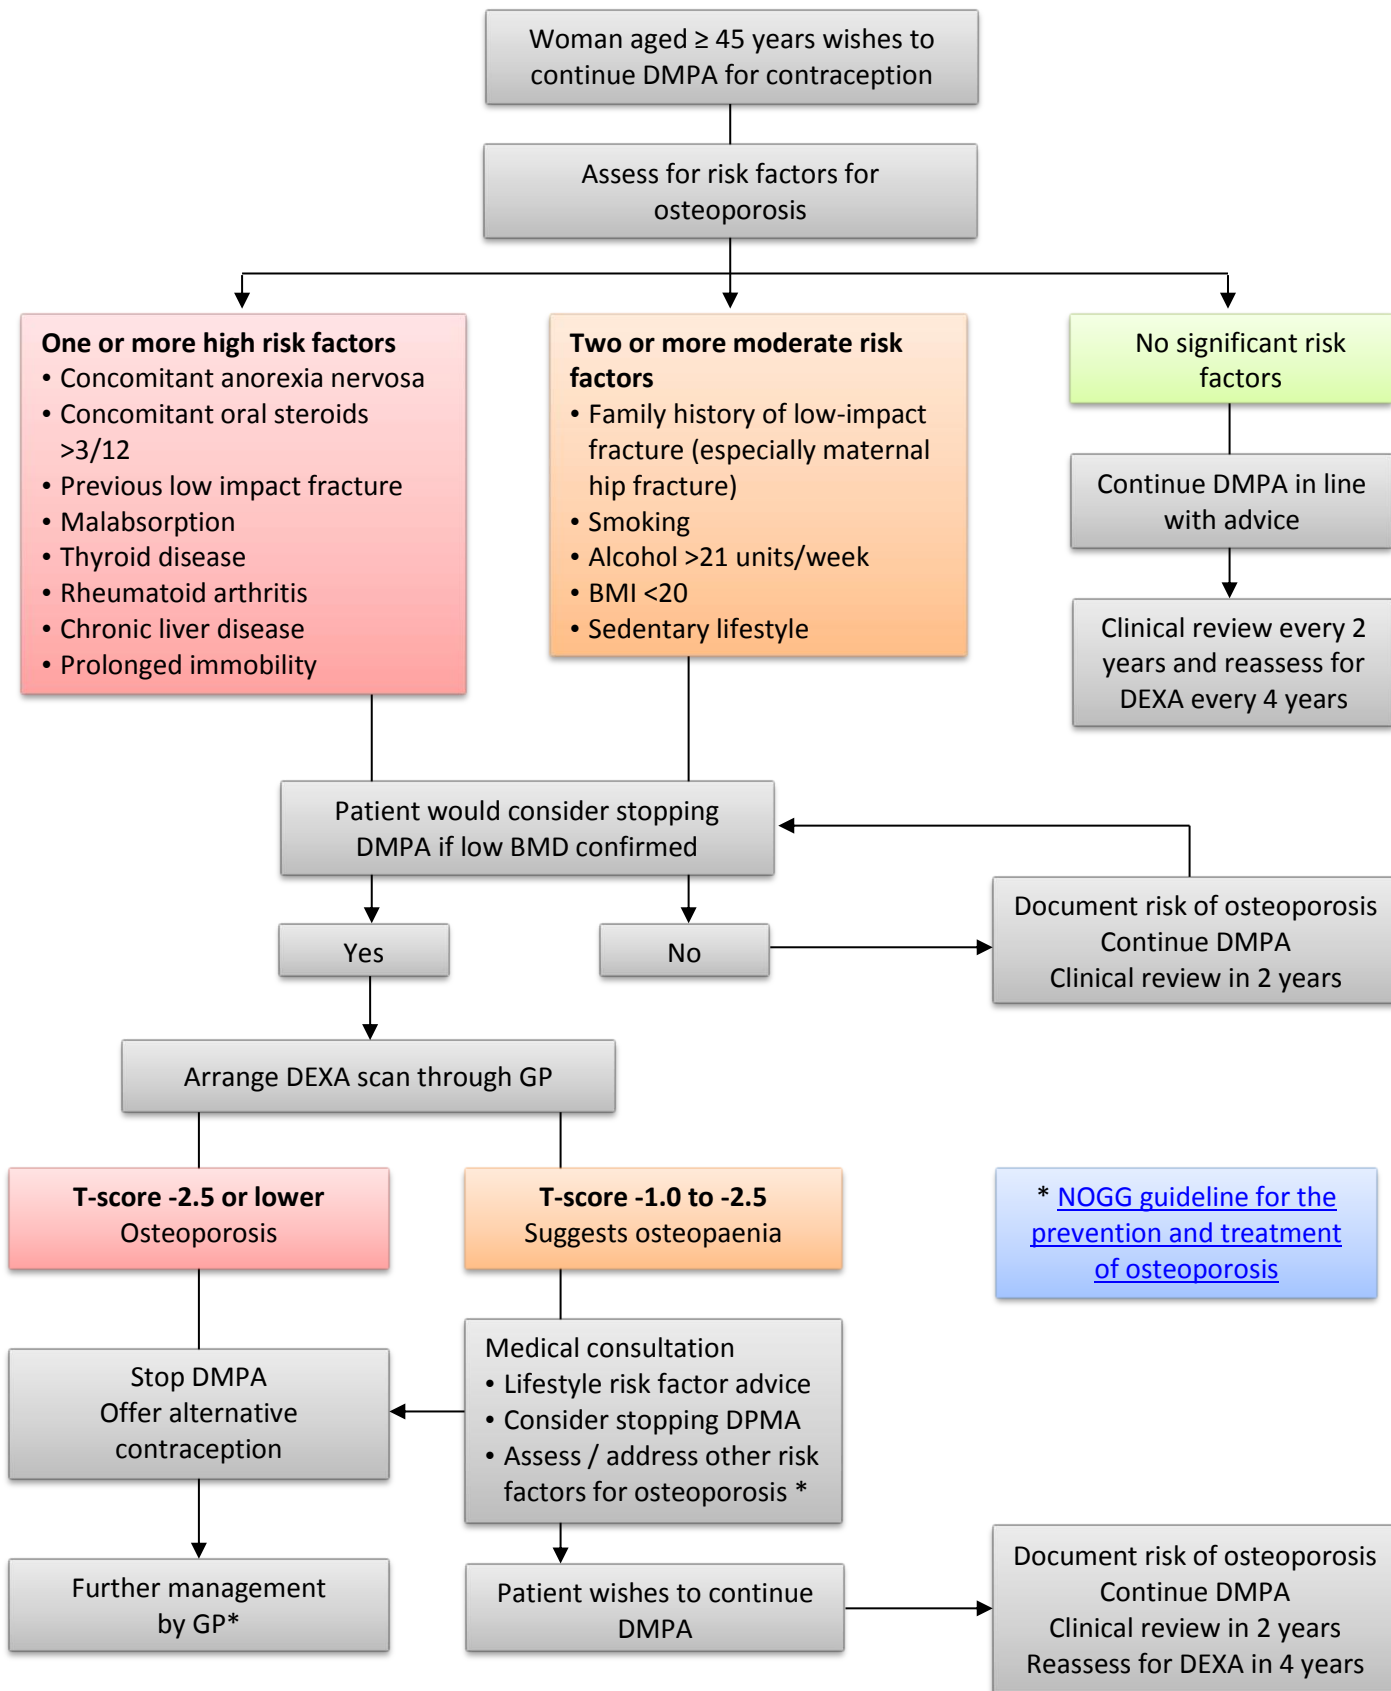 Woman aged ≥ 45 years wishes to
continue DMPA for contraception
Assess for risk factors for
osteoporosis
One or more high risk factors
• Concomitant anorexia nervosa
• Concomitant oral steroids
>3/12
• Previous low impact fracture
• Malabsorption
• Thyroid disease
• Rheumatoid arthritis
• Chronic liver disease
• Prolonged immobility
Two or more moderate risk
factors
• Family history of low-impact
fracture (especially maternal
hip fracture)
• Smoking
• Alcohol >21 units/week
• BMI <20
• Sedentary lifestyle
No significant risk
factors
Continue DMPA in line
with advice
Clinical review every 2
years and reassess for
DEXA every 4 years
Patient would consider stopping
DMPA if low BMD confirmed
Yes
No
Document risk of osteoporosis
Continue DMPA
Clinical review in 2 years
Arrange DEXA scan through GP
T-score -2.5 or lower
Osteoporosis
T-score -1.0 to -2.5
Suggests osteopaenia
* NOGG guideline for the
prevention and treatment
of osteoporosis
Stop DMPA
Offer alternative
contraception
Medical consultation
• Lifestyle risk factor advice
• Consider stopping DPMA
• Assess / address other risk
factors for osteoporosis *
Further management
by GP*
Patient wishes to continue
DMPA
Document risk of osteoporosis
Continue DMPA
Clinical review in 2 years
Reassess for DEXA in 4 years